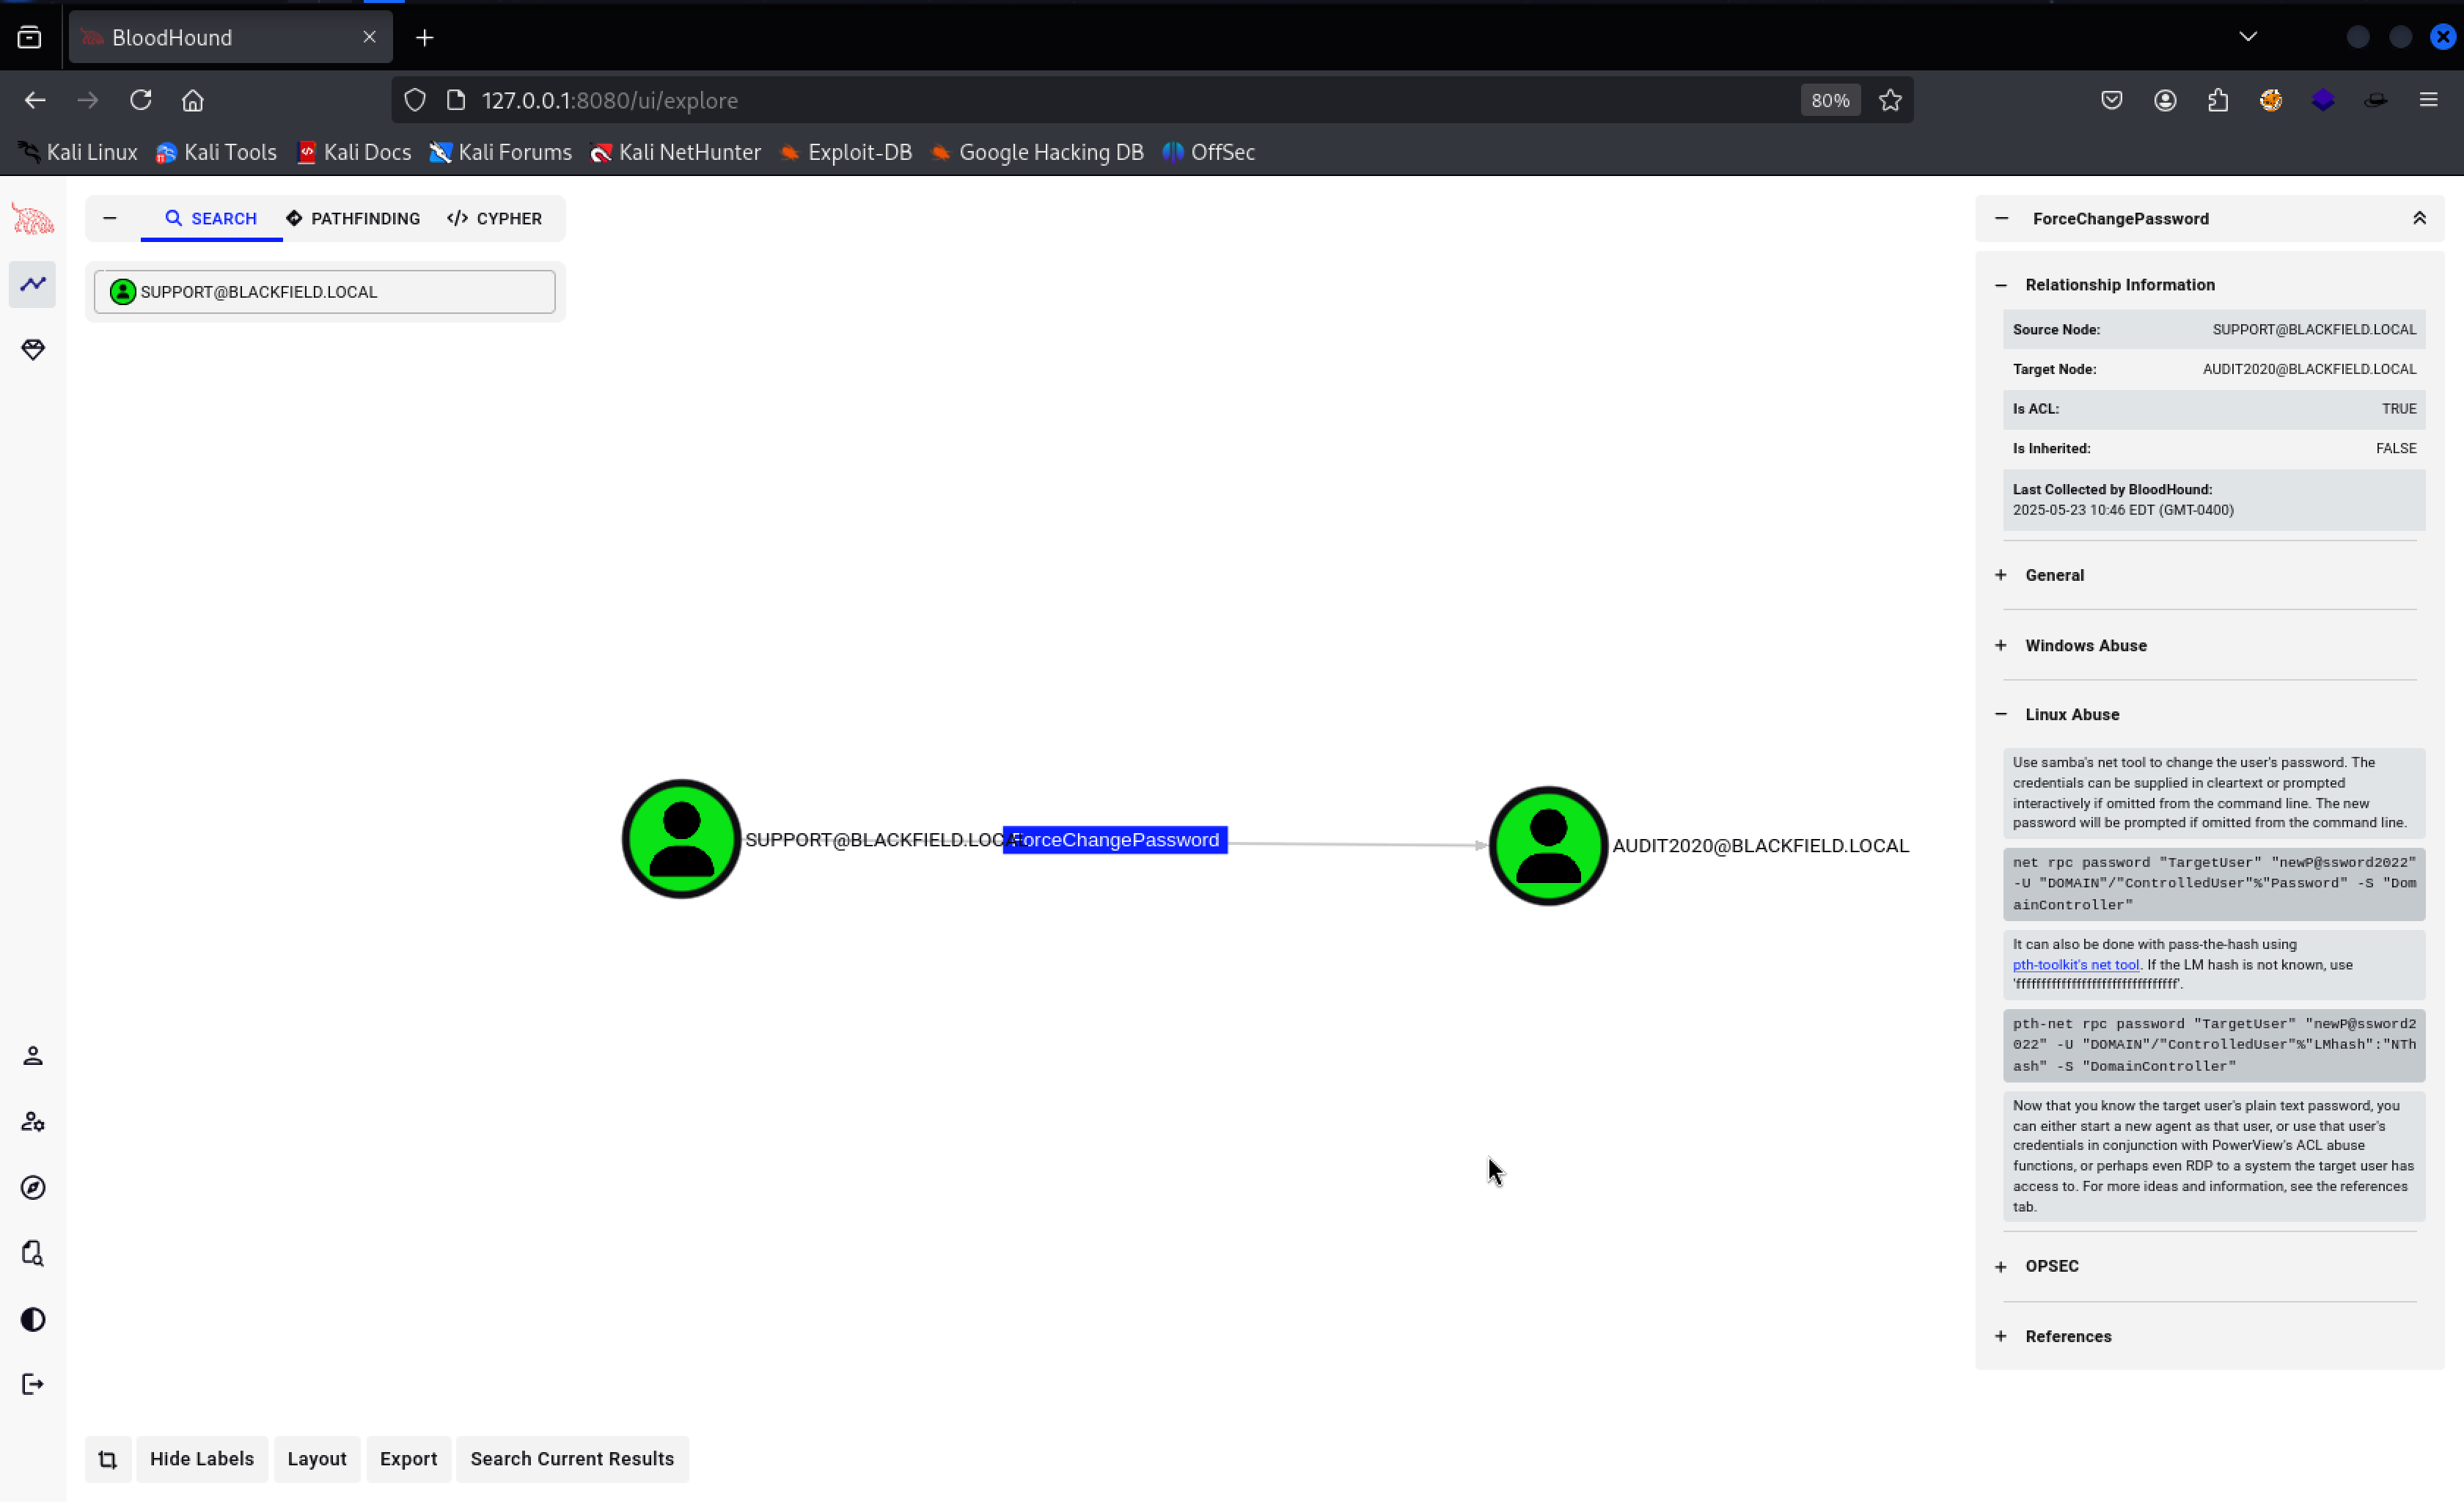 BloodHound
127.0.0.1:8080/ui/explore
80%
Kali Linux
Kali Tools
Kali Docs
Kali Forums
Kali NetHunter
Exploit-DB
Google Hacking DB
OffSec
SEARCH
PATHFINDING
</> CYPHER
SUPPORT@BLACKFIELD.LOCAL
SUPPORT@BLACKFIELD.LOCAL
ForceChangePassword
AUDIT2020@BLACKFIELD.LOCAL
Hide Labels
Layout
Export
Search Current Results
ForceChangePassword
Relationship Information
Source Node: SUPPORT@BLACKFIELD.LOCAL
Target Node: AUDIT2020@BLACKFIELD.LOCAL
Is ACL: TRUE
Is Inherited: FALSE
Last Collected by BloodHound:
2025-05-23 10:46 EDT (GMT-0400)
General
Windows Abuse
Linux Abuse
Use samba's net tool to change the user's password. The
credentials can be supplied in cleartext or prompted
interactively if omitted from the command line. The new
password will be prompted if omitted from the command line.
net rpc password "TargetUser" "newP@ssword2022"
-U "DOMAIN"/"ControlledUser"%"Password" -S "Dom
ainController"
It can also be done with pass-the-hash using
pth-toolkit's net tool. If the LM hash is not known, use
'ffffffffffffffffffffffffffffffff'.
pth-net rpc password "TargetUser" "newP@ssword2
022" -U "DOMAIN"/"ControlledUser"%"LMhash":"NTh
ash" -S "DomainController"
Now that you know the target user's plain text password, you
can either start a new agent as that user, or use that user's
credentials in conjunction with PowerView's ACL abuse
functions, or perhaps even RDP to a system the target user has
access to. For more ideas and information, see the references
tab.
OPSEC
References